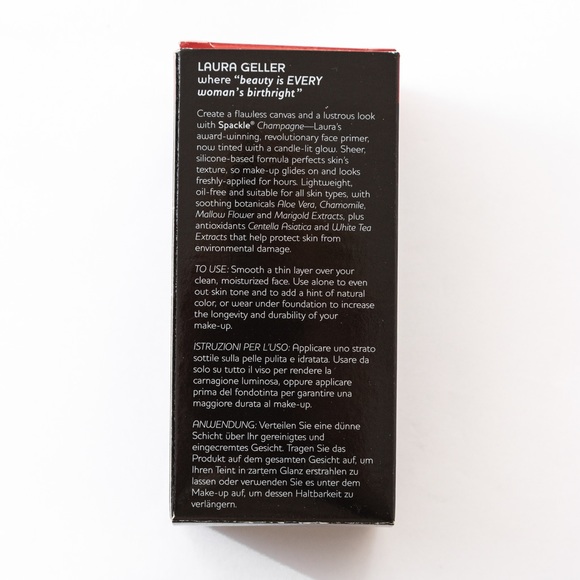 LAURA GELLER
where “beauty is EVERY
woman’s birthright”
Create a flawless canvas and a lustrous look
with Spackle® Champagne—Laura's
award-winning, revolutionary face primer,
now tinted with a candle-lit glow. Sheer,
silicone-based formula perfects skin's
texture, so make-up glides on and looks
freshly-applied for hours. Lightweight,
oil-free and suitable for all skin types, with
soothing botanicals Aloe Vera, Chamomile,
Mallow Flower and Marigold Extracts, plus
antioxidants Centella Asiatica and White Tea
Extracts that help protect skin from
environmental damage.
TO USE: Smooth a thin layer over your
clean, moisturized face. Use alone to even
out skin tone and to add a hint of natural
color, or wear under foundation to increase
the longevity and durability of your
make-up.
ISTRUZIONI PER L'USO: Applicare uno strato
sottile sulla pelle pulita e idratata. Usare da
solo su tutto il viso per rendere la
carnagione luminosa, oppure applicare
prima del fondotinta per garantire una
maggiore durata al make-up.
ANWENDUNG: Verteilen Sie eine dünne
Schicht über Ihr gereinigtes und
eingecremtes Gesicht. Tragen Sie das
Produkt auf dem gesamten Gesicht auf, um
Ihren Teint in zartem Glanz erstrahlen zu
lassen oder verwenden Sie es unter dem
Make-up auf, um dessen Haltbarkeit zu
verlängern.